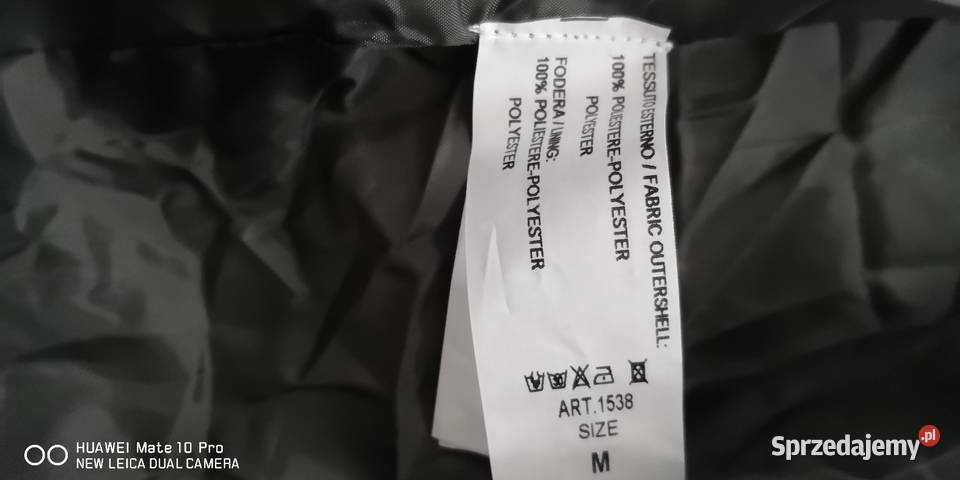 TESSUTO ESTERNO / FABRIC OUTERSHELL:
100% POLIESTERE-POLYESTER
POLYESTER
FODERA / LINING:
100% POLIESTERE-POLYESTER
POLYESTER
ART.1538
SIZE
M
HUAWEI Mate 10 Pro
NEW LEICA DUAL CAMERA
Sprzedajemy.pl